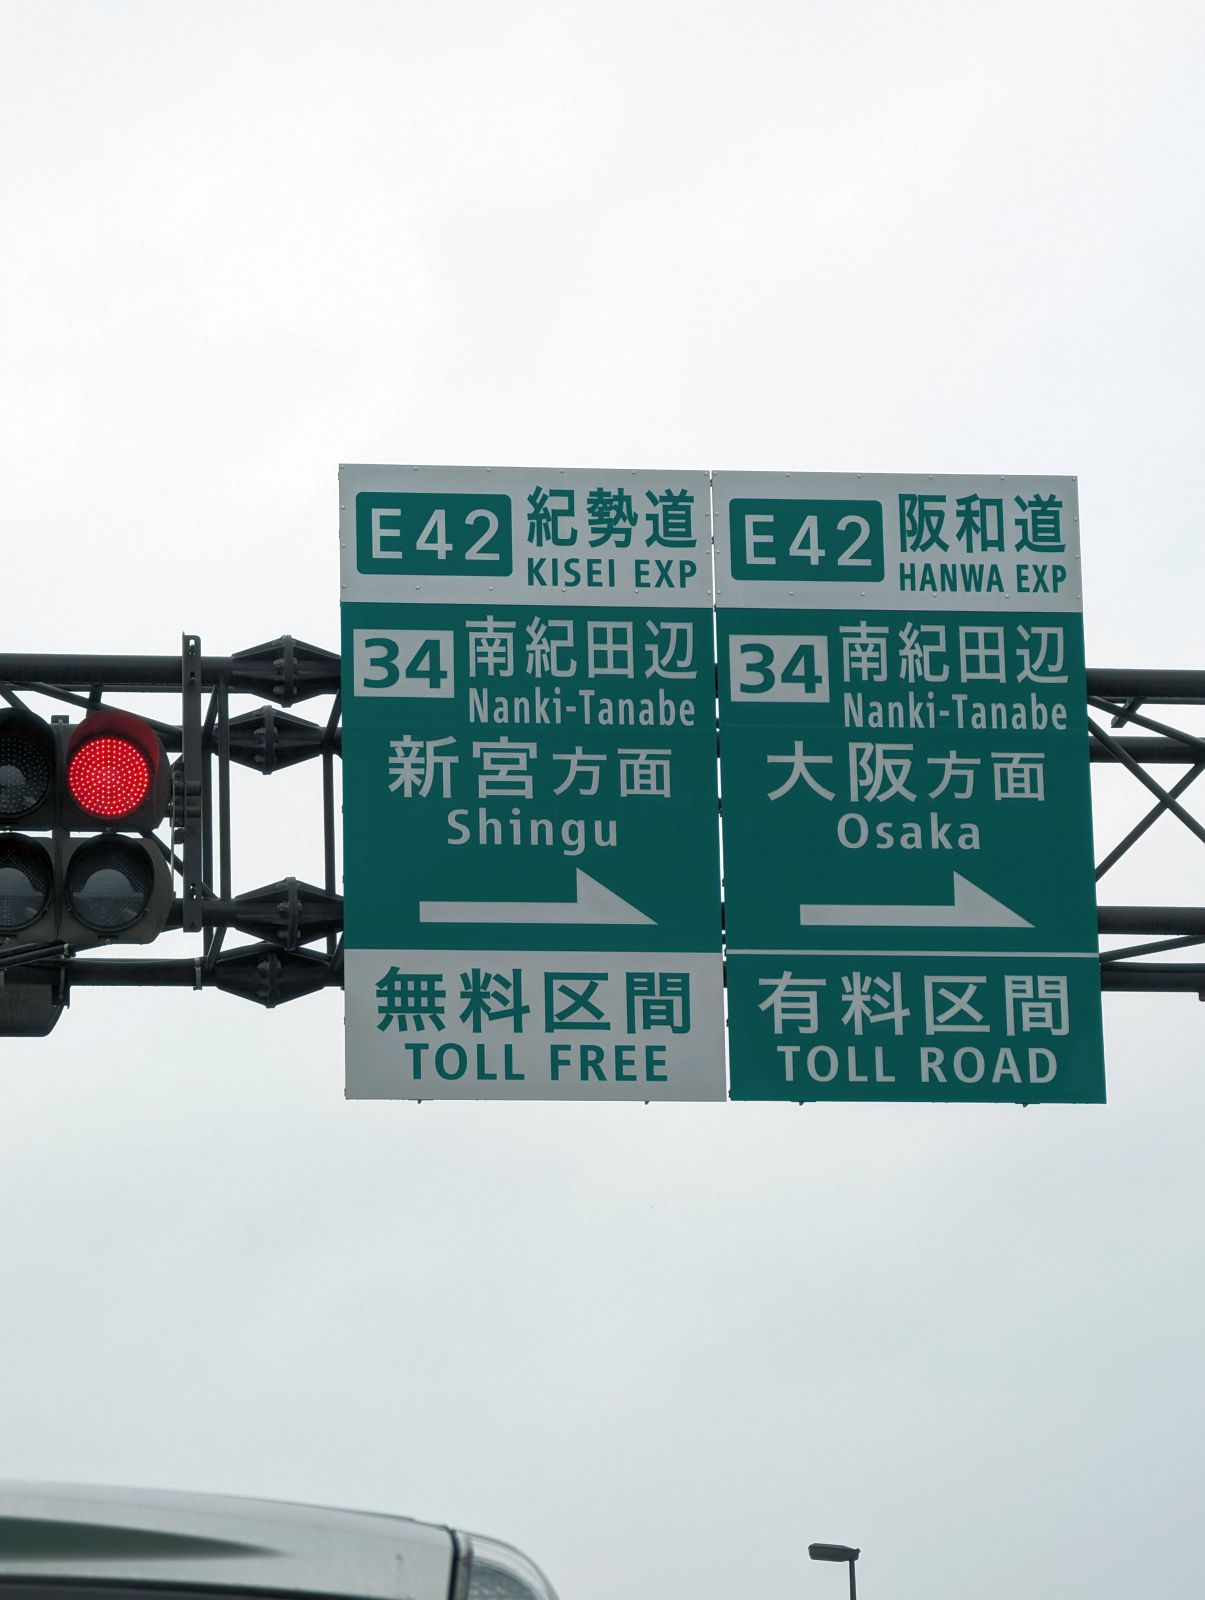 E42 紀勢道
KISEI EXP
34 南紀田辺
Nanki-Tanabe
新宮方面
Shingu
無料区間
TOLL FREE
E42 阪和道
HANWA EXP
34 南紀田辺
Nanki-Tanabe
大阪方面
Osaka
有料区間
TOLL ROAD